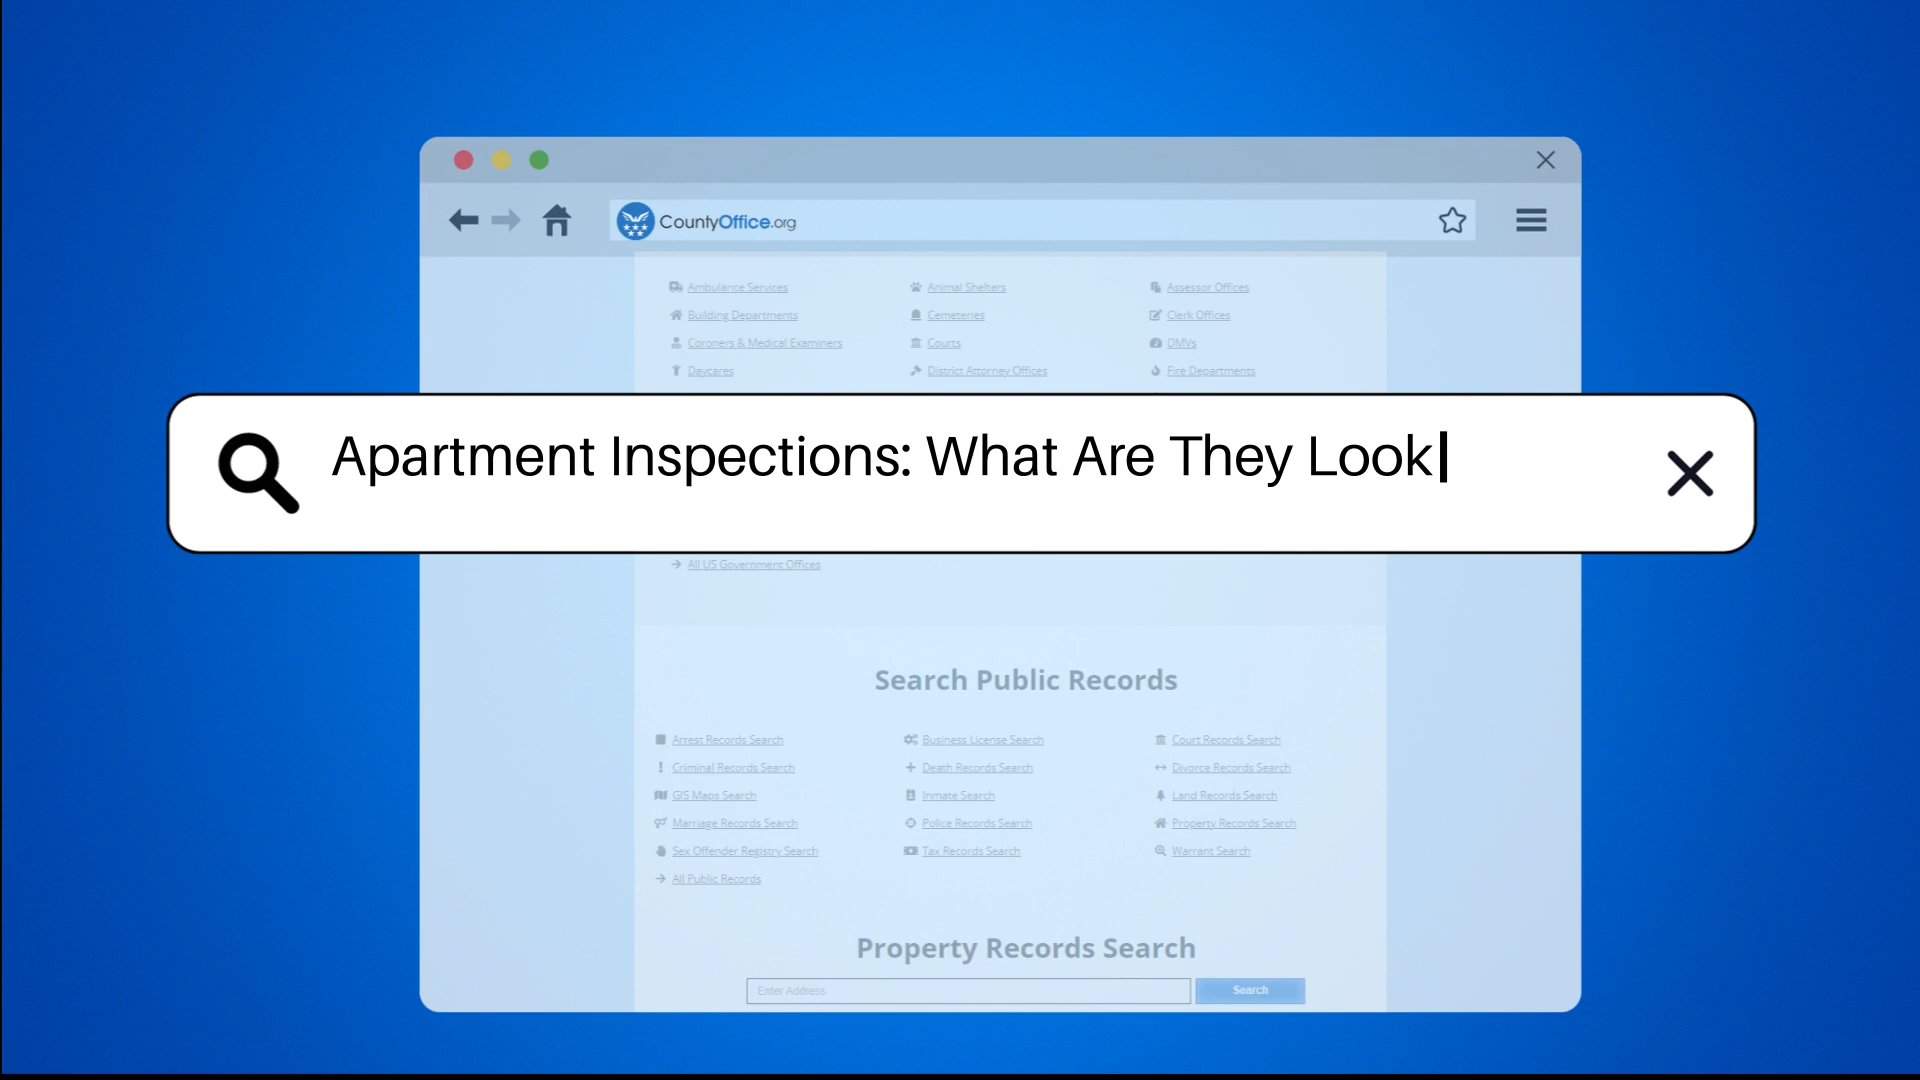 CountyOffice.org
Ambulance Services Animal Shelters Assessor Offices
Building Departments Cemeteries Clerk Offices
Coroners & Medical Examiners Courts DMVs
Daycares District Attorney Offices Fire Departments
Apartment Inspections: What Are They Look
All US Government Offices
Search Public Records
Arrest Records Search Business License Search Court Records Search
Criminal Records Search Death Records Search Divorce Records Search
GIS Maps Search Inmate Search Land Records Search
Marriage Records Search Police Records Search Property Records Search
Sex Offender Registry Search Tax Records Search Warrant Search
All Public Records
Property Records Search
Enter Address Search